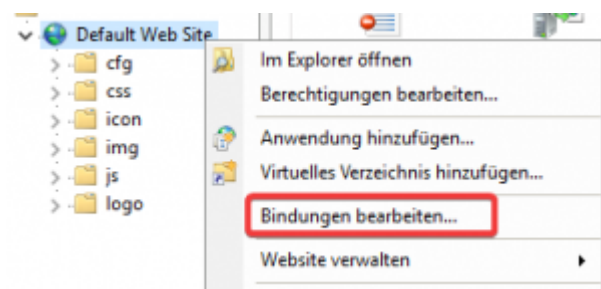 Default Web Site
cfg
css
icon
img
js
logo
Im Explorer öffnen
Berechtigungen bearbeiten...
Anwendung hinzufügen...
Virtuelles Verzeichnis hinzufügen...
Bindungen bearbeiten...
Website verwalten